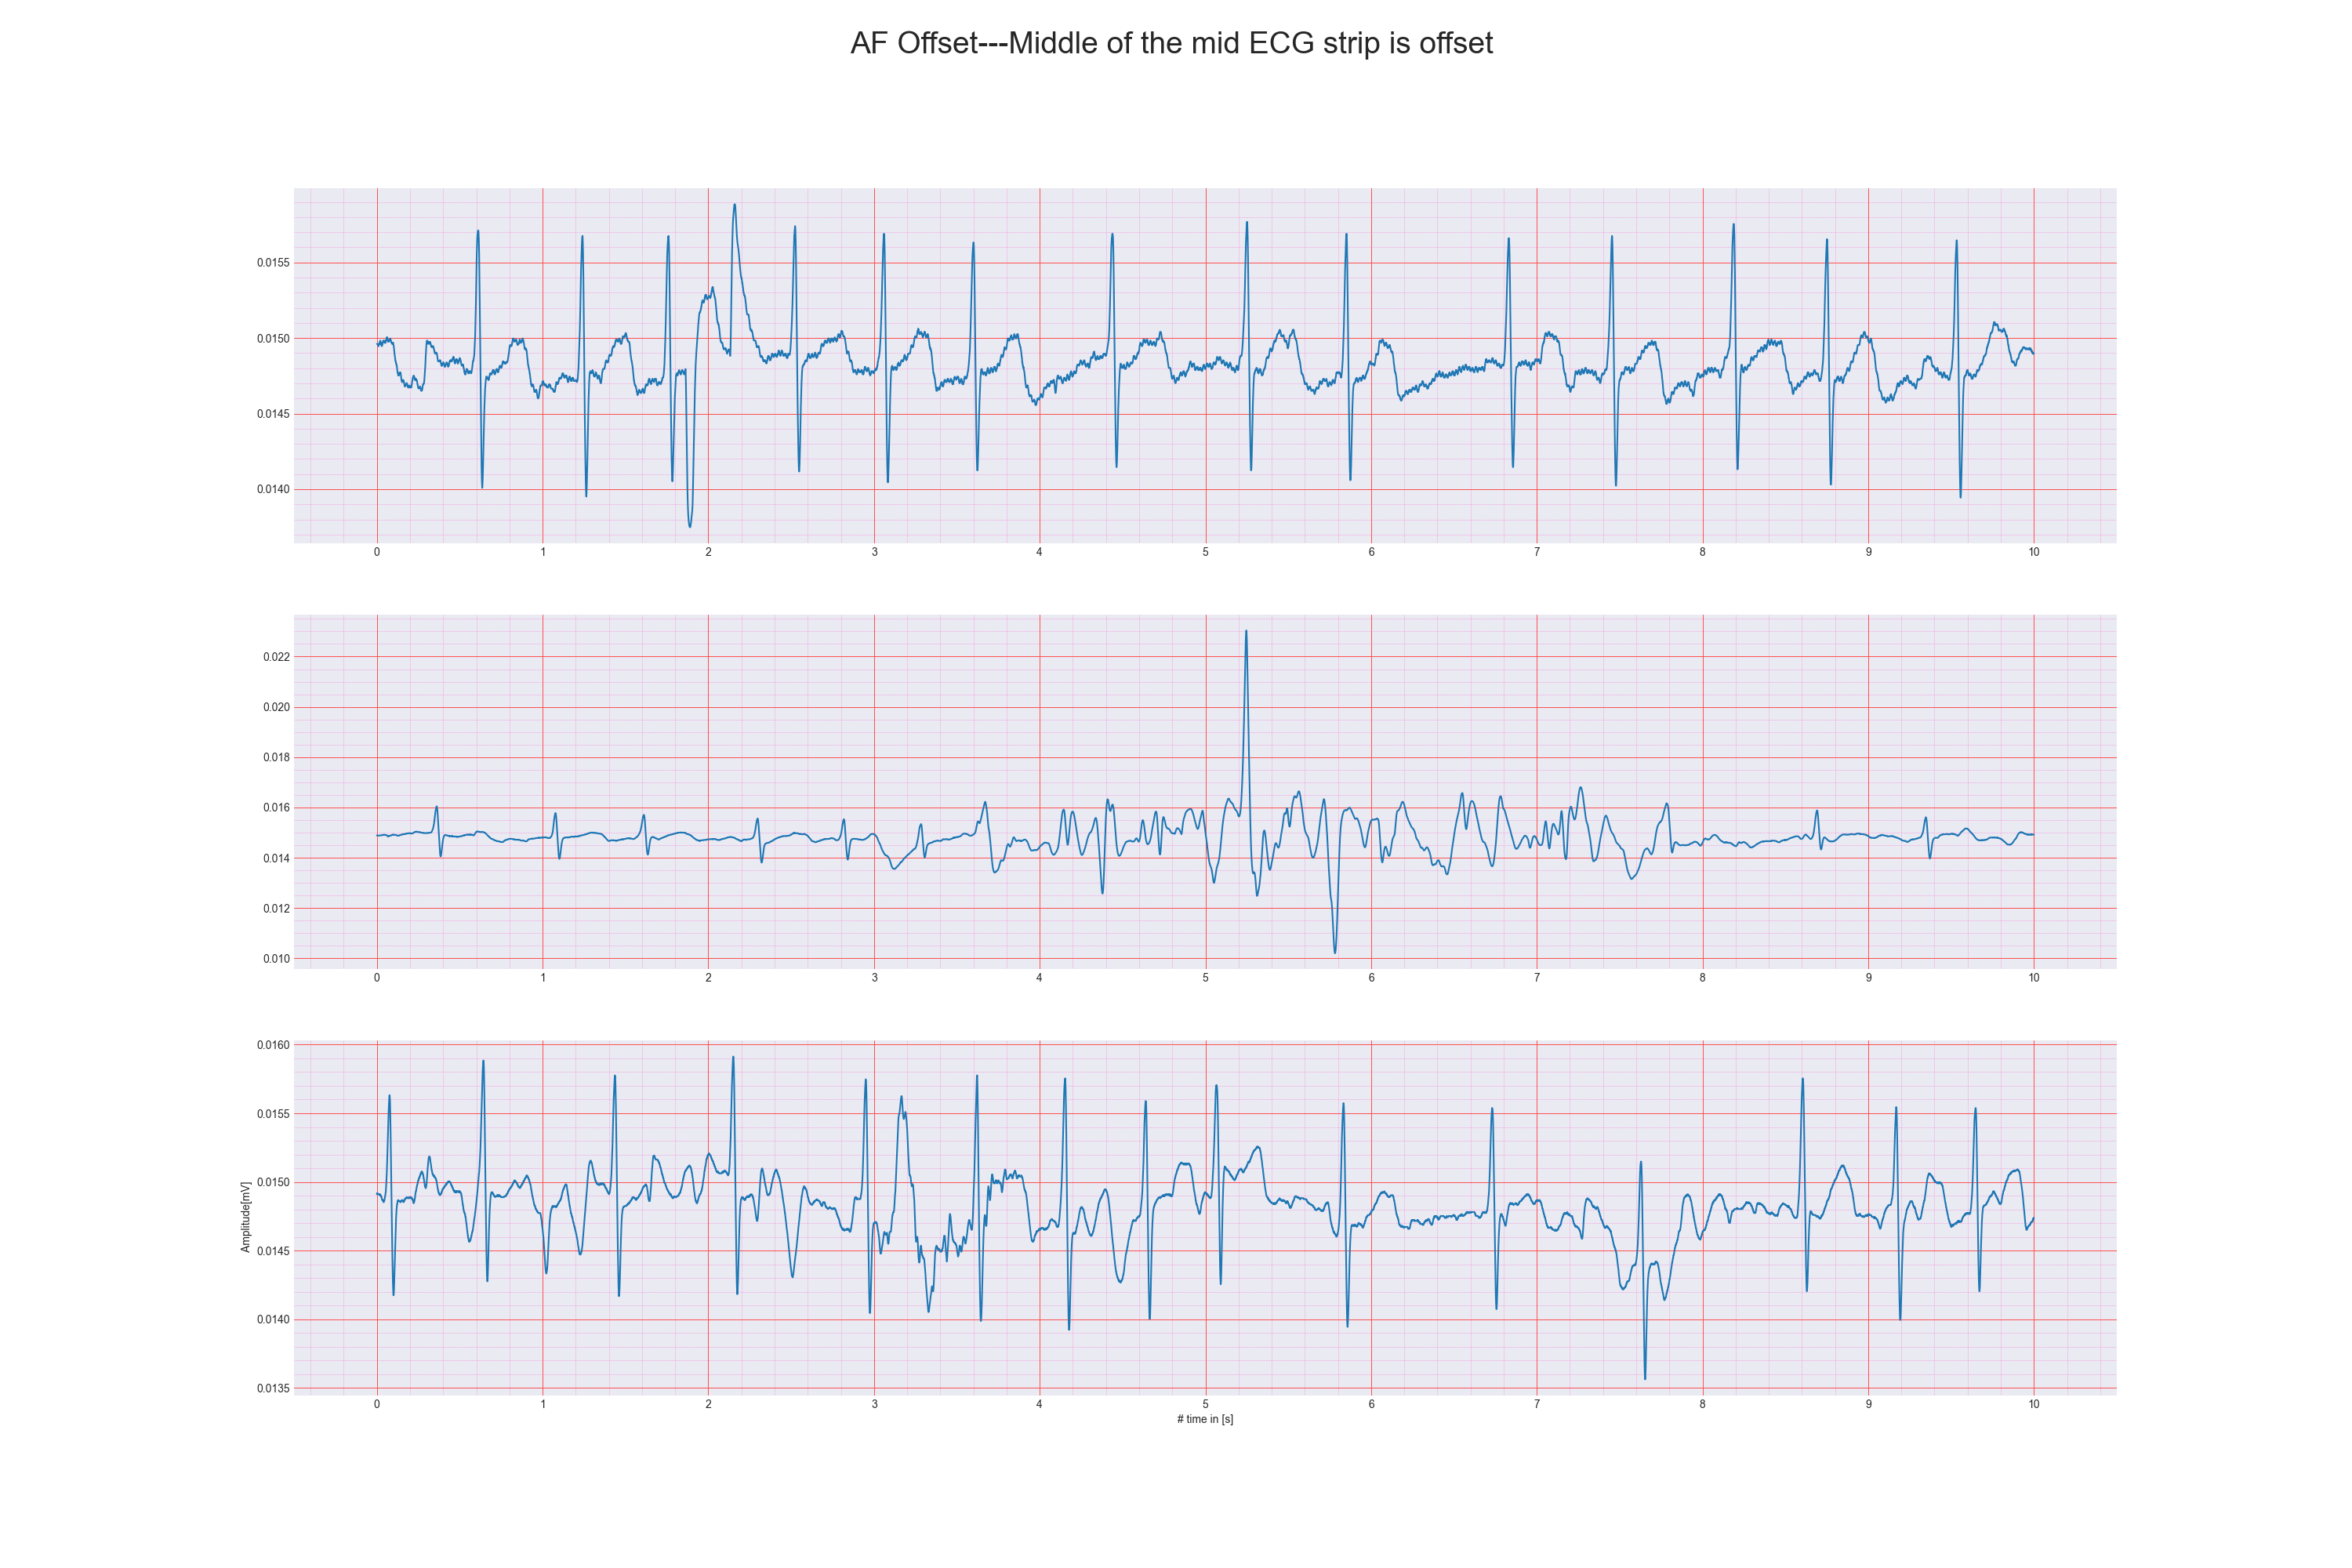 AF Offset---Middle of the mid ECG strip is offset
0.0155
0.0150
0.0145
0.0140
0 1 2 3 4 5 6 7 8 9 10
0.022
0.020
0.018
0.016
0.014
0.012
0.010
0 1 2 3 4 5 6 7 8 9 10
Amplitude[mV]
0.0160
0.0155
0.0150
0.0145
0.0140
0.0135
0 1 2 3 4 5 6 7 8 9 10
# time in [s]